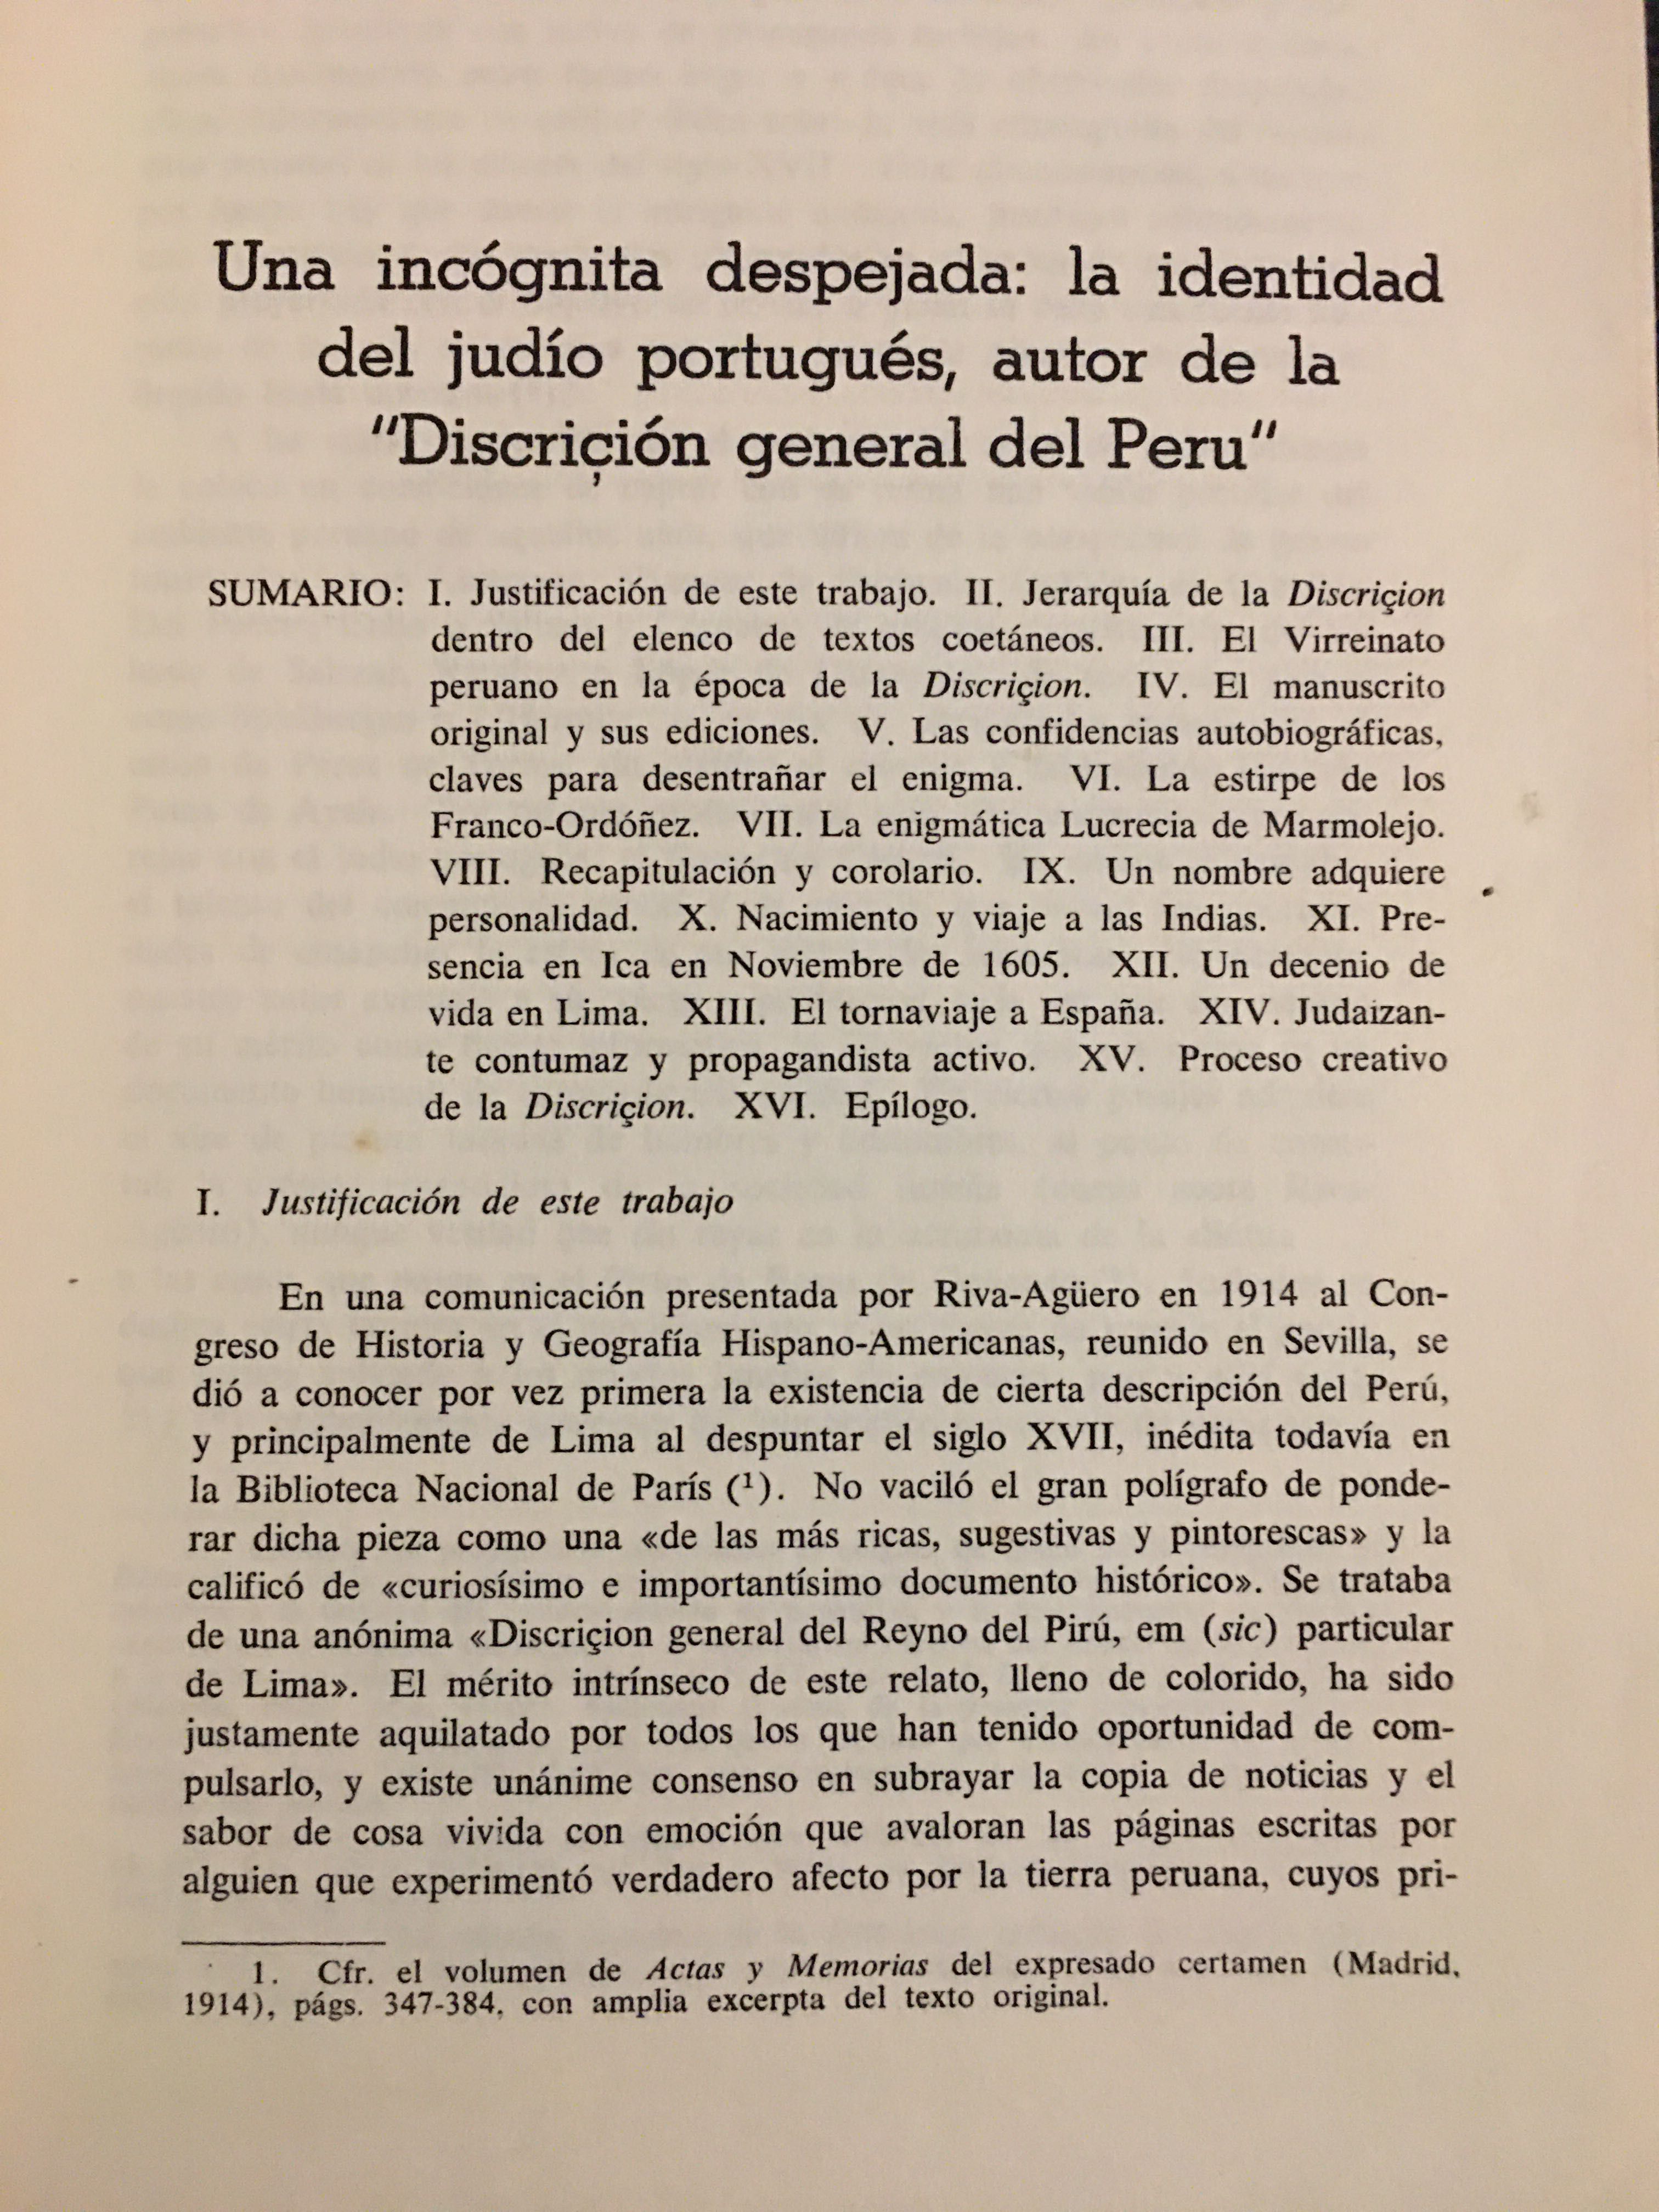 Una incógnita despejada: la identidad
del judío portugués, autor de la
"Discriçión general del Peru"
SUMARIO: I. Justificación de este trabajo. II. Jerarquía de la Discriçion
dentro del elenco de textos coetáneos. III. El Virreinato
peruano en la época de la Discriçion. IV. El manuscrito
original y sus ediciones. V. Las confidencias autobiográficas,
claves para desentrañar el enigma. VI. La estirpe de los
Franco-Ordóñez. VII. La enigmática Lucrecia de Marmolejo.
VIII. Recapitulación y corolario. IX. Un nombre adquiere
personalidad. X. Nacimiento y viaje a las Indias. XI. Pre-
sencia en Ica en Noviembre de 1605. XII. Un decenio de
vida en Lima. XIII. El tornaviaje a España. XIV. Judaizan-
te contumaz y propagandista activo. XV. Proceso creativo
de la Discriçion. XVI. Epílogo.
I. Justificación de este trabajo
En una comunicación presentada por Riva-Agüero en 1914 al Con-
greso de Historia y Geografía Hispano-Americanas, reunido en Sevilla, se
dió a conocer por vez primera la existencia de cierta descripción del Perú,
y principalmente de Lima al despuntar el siglo XVII, inédita todavía en
la Biblioteca Nacional de París (¹). No vaciló el gran polígrafo de ponde-
rar dicha pieza como una «de las más ricas, sugestivas y pintorescas» y la
calificó de «curiosísimo e importantísimo documento histórico». Se trataba
de una anónima «Discriçion general del Reyno del Pirú, em (sic) particular
de Lima». El mérito intrínseco de este relato, lleno de colorido, ha sido
justamente aquilatado por todos los que han tenido oportunidad de com-
pulsarlo, y existe unánime consenso en subrayar la copia de noticias y el
sabor de cosa vivida con emoción que avaloran las páginas escritas por
alguien que experimentó verdadero afecto por la tierra peruana, cuyos pri-
1. Cfr. el volumen de Actas y Memorias del expresado certamen (Madrid,
1914), págs. 347-384, con amplia excerpta del texto original.